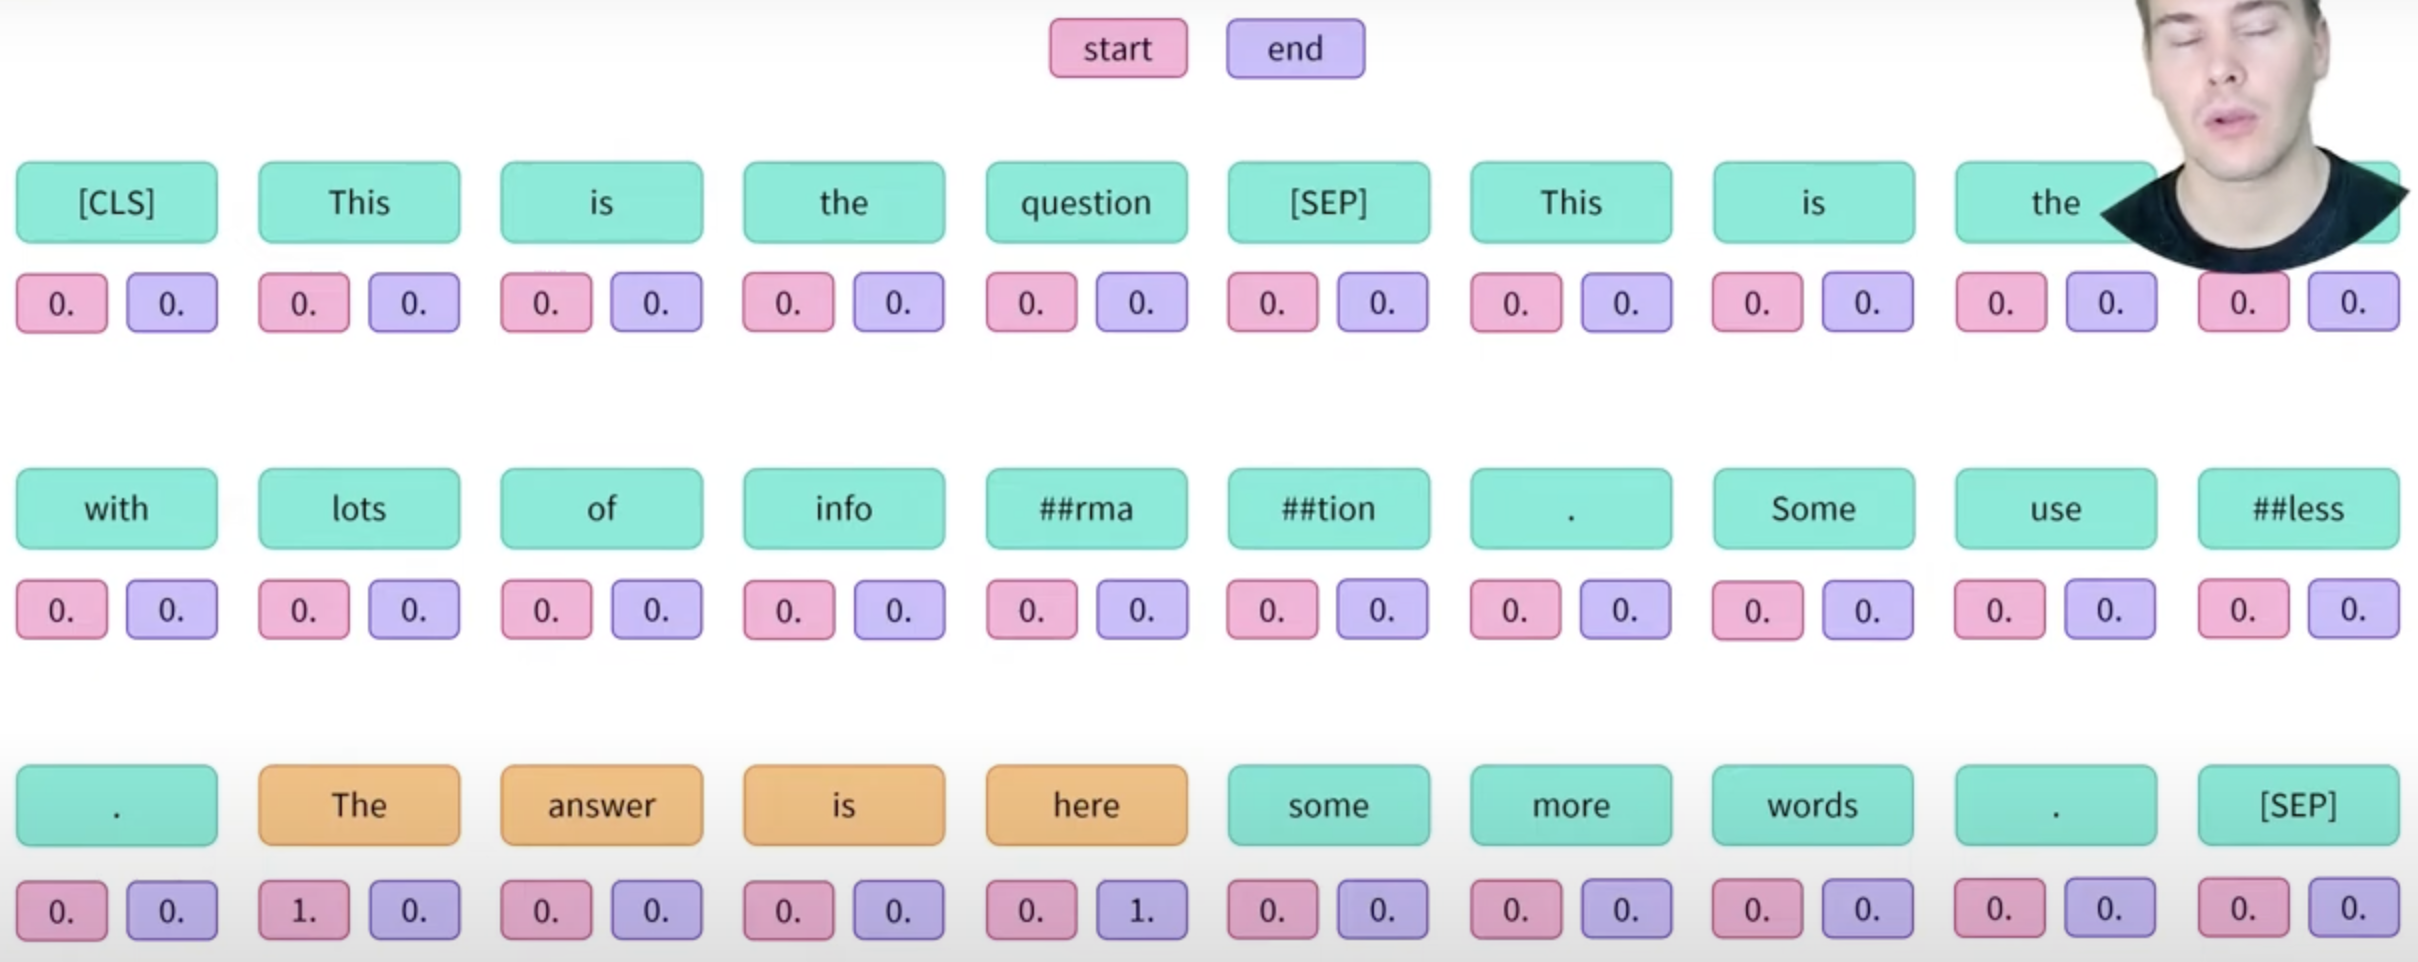 start end
[CLS] This is the question [SEP] This is the
0. 0. 0. 0. 0. 0. 0. 0. 0. 0. 0. 0. 0. 0. 0. 0. 0. 0. 0. 0.
with lots of info ##rma ##tion . Some use ##less
0. 0. 0. 0. 0. 0. 0. 0. 0. 0. 0. 0. 0. 0. 0. 0. 0. 0. 0. 0.
. The answer is here some more words . [SEP]
0. 0. 1. 0. 0. 0. 0. 0. 0. 1. 0. 0. 0. 0. 0. 0. 0. 0. 0. 0.